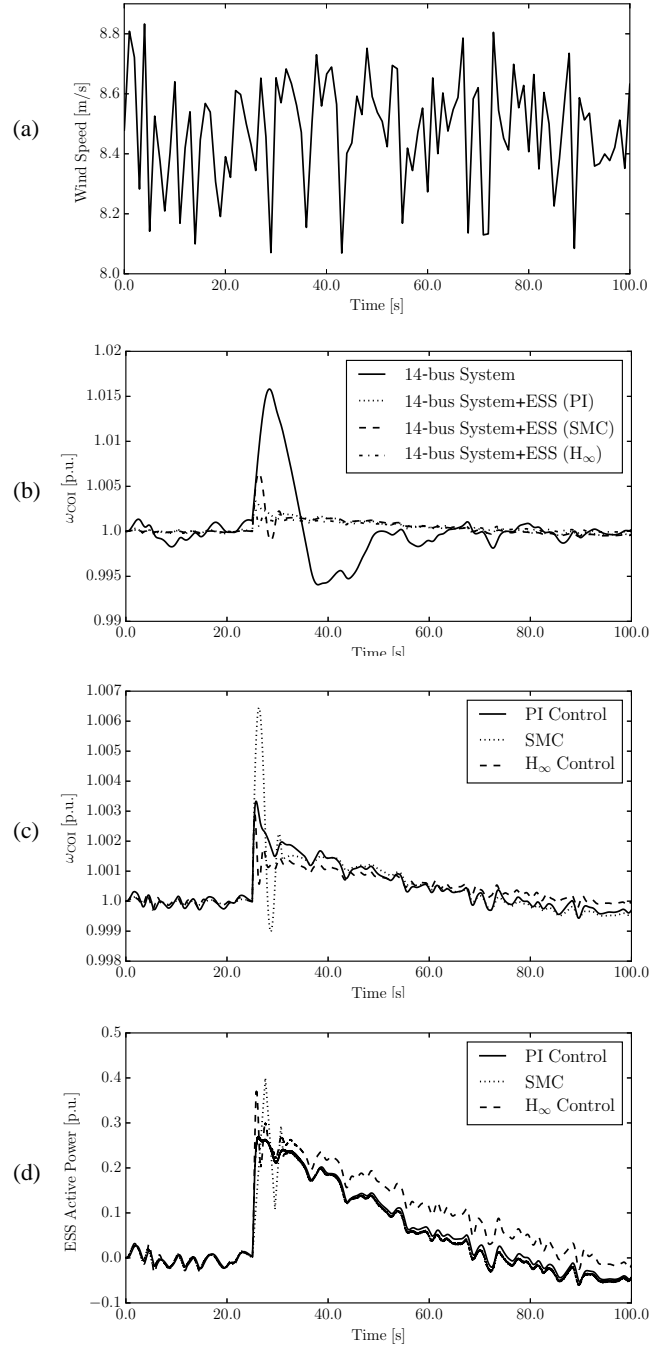 (a)
Wind Speed [m/s]
8.8
8.6
8.4
8.2
8.0
0.0 20.0 40.0 60.0 80.0 100.0
Time [s]
(b)
ωCOI [p.u.]
1.02
1.015
1.01
1.005
1.0
0.995
0.99
14-bus System
14-bus System+ESS (PI)
14-bus System+ESS (SMC)
14-bus System+ESS (H∞)
0.0 20.0 40.0 60.0 80.0 100.0
Time [s]
(c)
ωCOI [p.u.]
1.007
1.006
1.005
1.004
1.003
1.002
1.001
1.0
0.999
0.998
PI Control
SMC
H∞ Control
0.0 20.0 40.0 60.0 80.0 100.0
Time [s]
(d)
ESS Active Power [p.u.]
0.5
0.4
0.3
0.2
0.1
0.0
−0.1
PI Control
SMC
H∞ Control
0.0 20.0 40.0 60.0 80.0 100.0
Time [s]